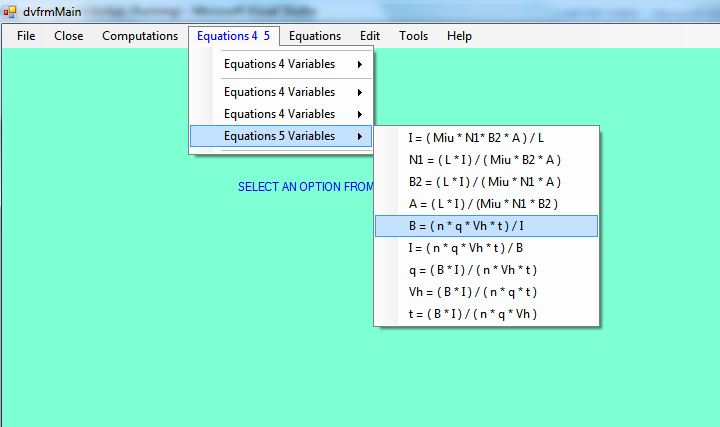 dvfrmMain
File Close Computations Equations 4 5 Equations Edit Tools Help
Equations 4 Variables
Equations 4 Variables
Equations 4 Variables
Equations 5 Variables
I = ( Miu * N1* B2 * A ) / L
N1 = ( L * I ) / ( Miu * B2 * A )
B2 = ( L * I ) / ( Miu * N1 * A )
A = ( L * I ) / (Miu * N1 * B2 )
B = ( n * q * Vh * t ) / I
I = ( n * q * Vh * t ) / B
q = ( B * I ) / ( n * Vh * t )
Vh = ( B * I ) / ( n * q * t )
t = ( B * I ) / ( n * q * Vh )
SELECT AN OPTION FROM